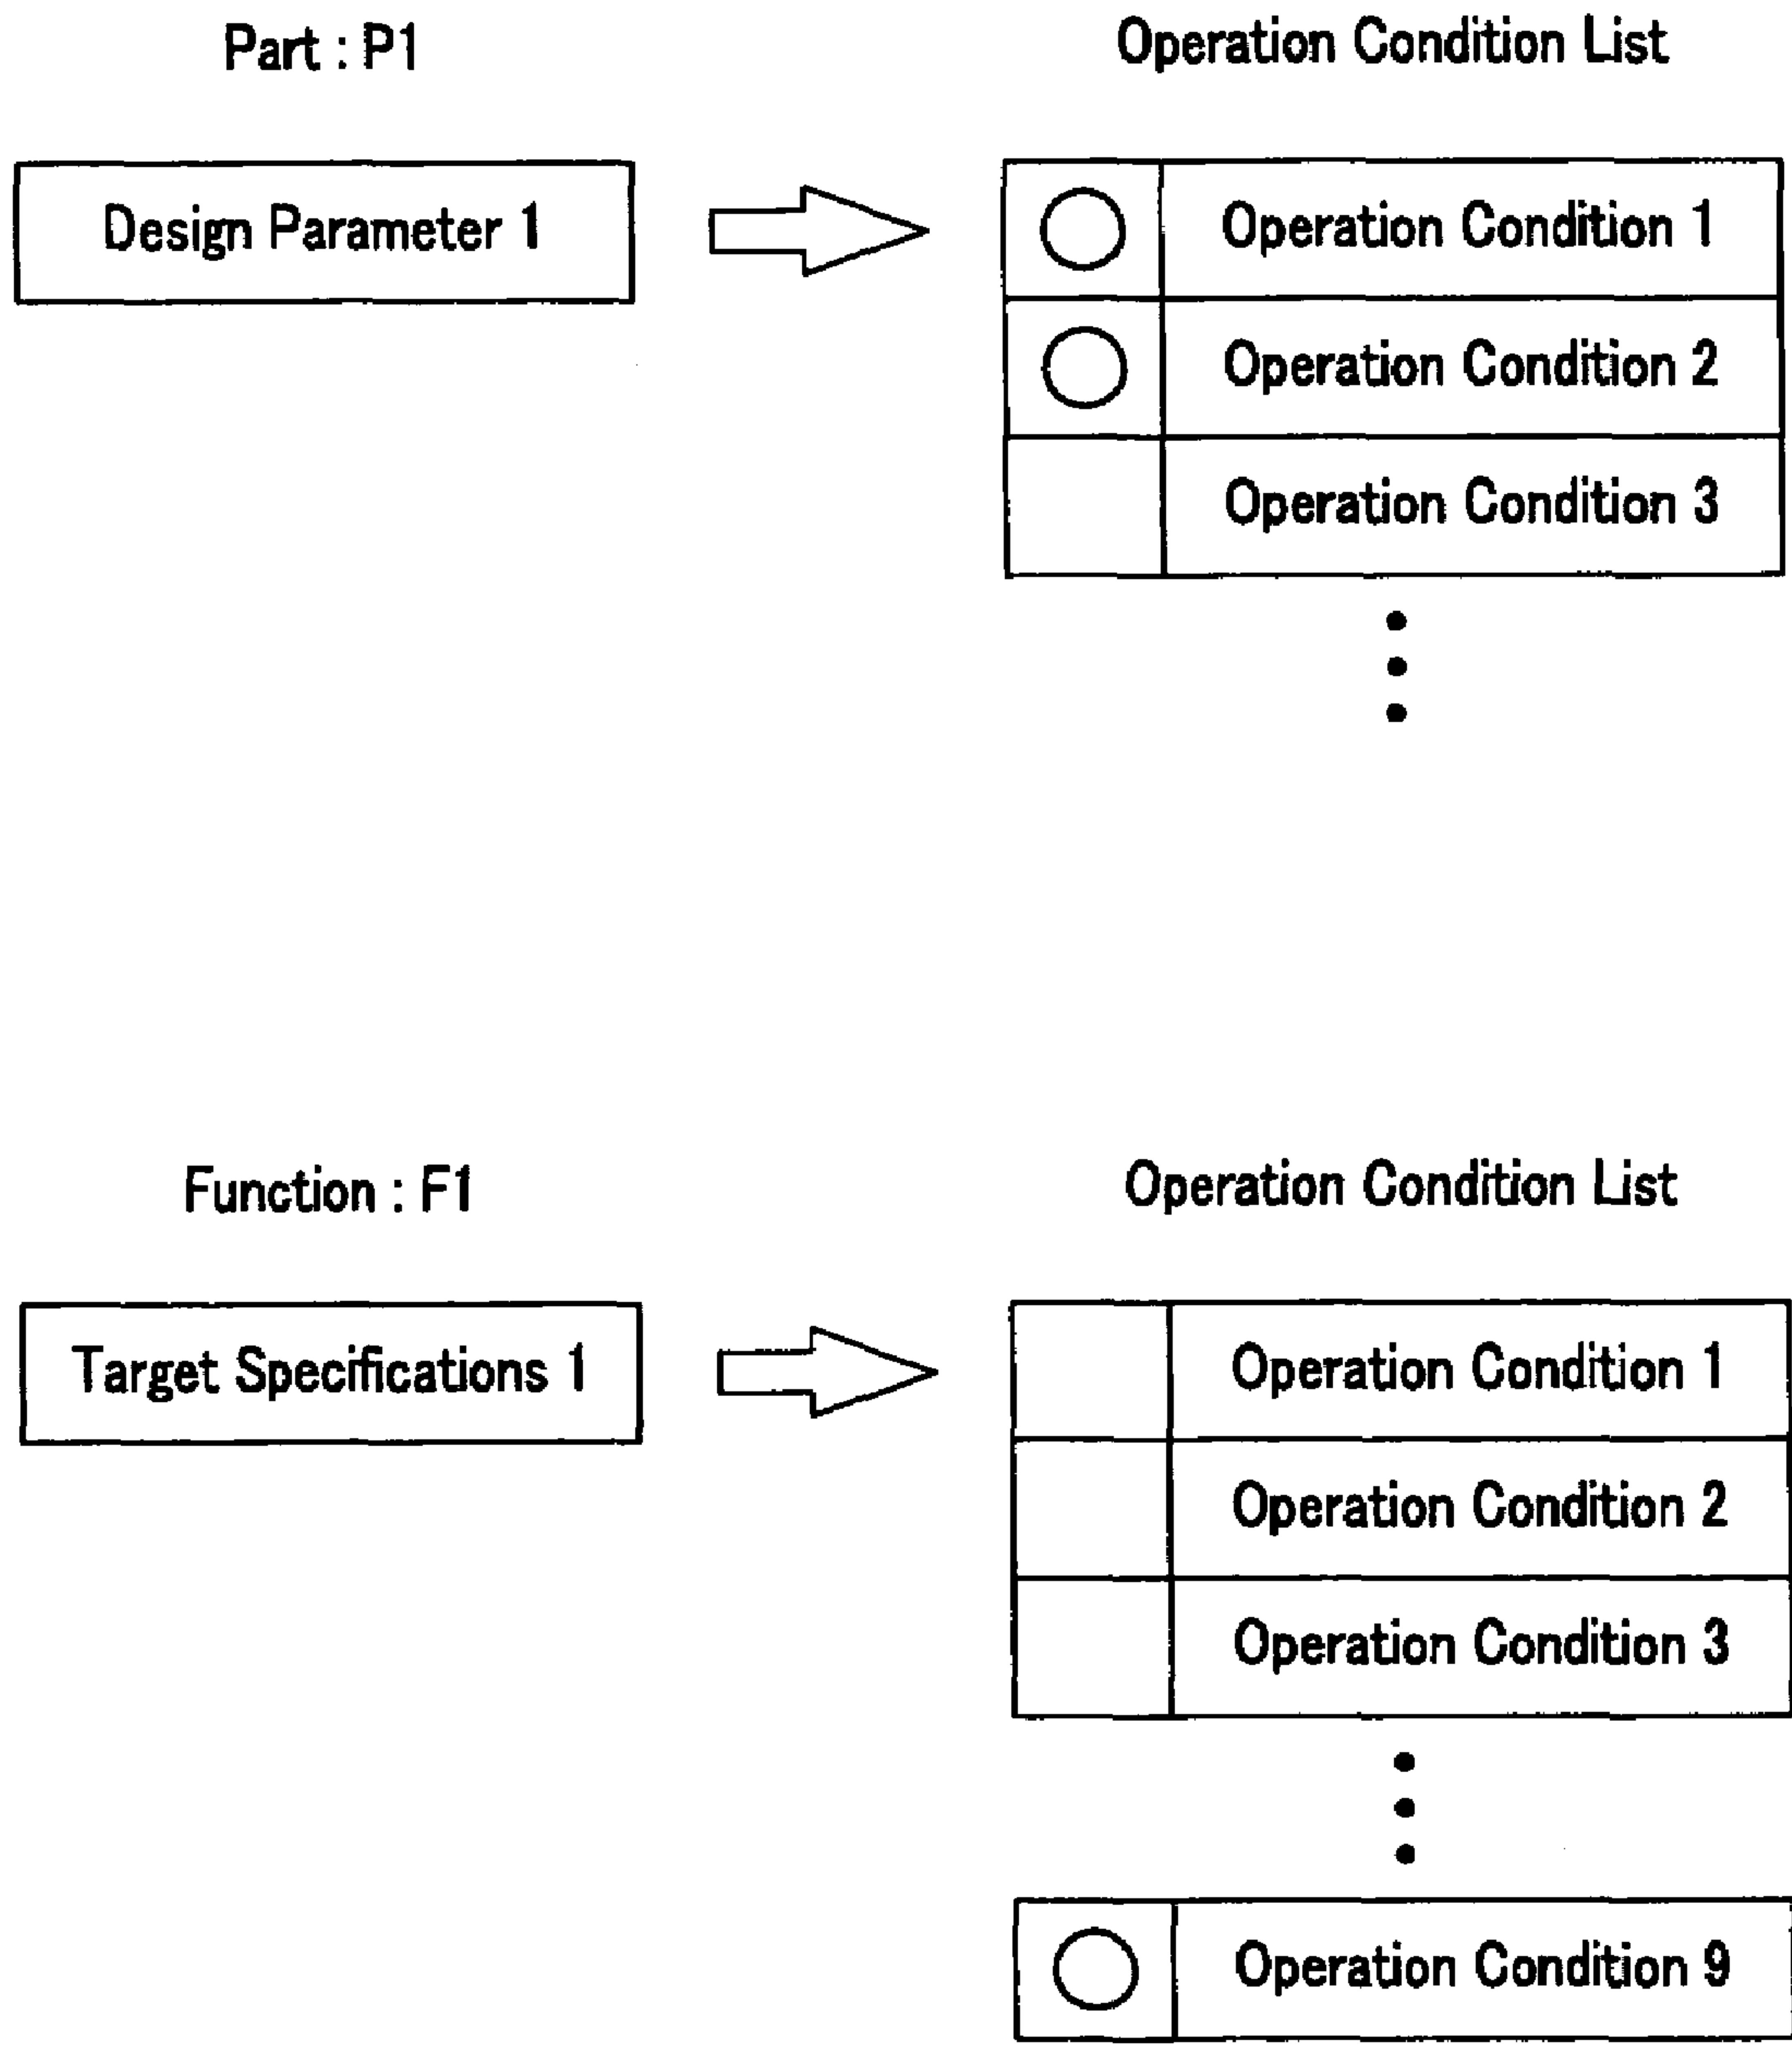 Part : P1
Operation Condition List
Design Parameter 1
Operation Condition 1
Operation Condition 2
Operation Condition 3
Function : F1
Operation Condition List
Target Specifications 1
Operation Condition 1
Operation Condition 2
Operation Condition 3
Operation Condition 9